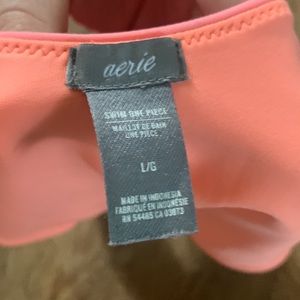 aerie
SWIM ONE PIECE
MAILLOT DE BAIN
UNE PIECE
L/G
MADE IN INDONESIA
FABRIQUÉ EN INDONÉSIE
RN 54485 CA 03873